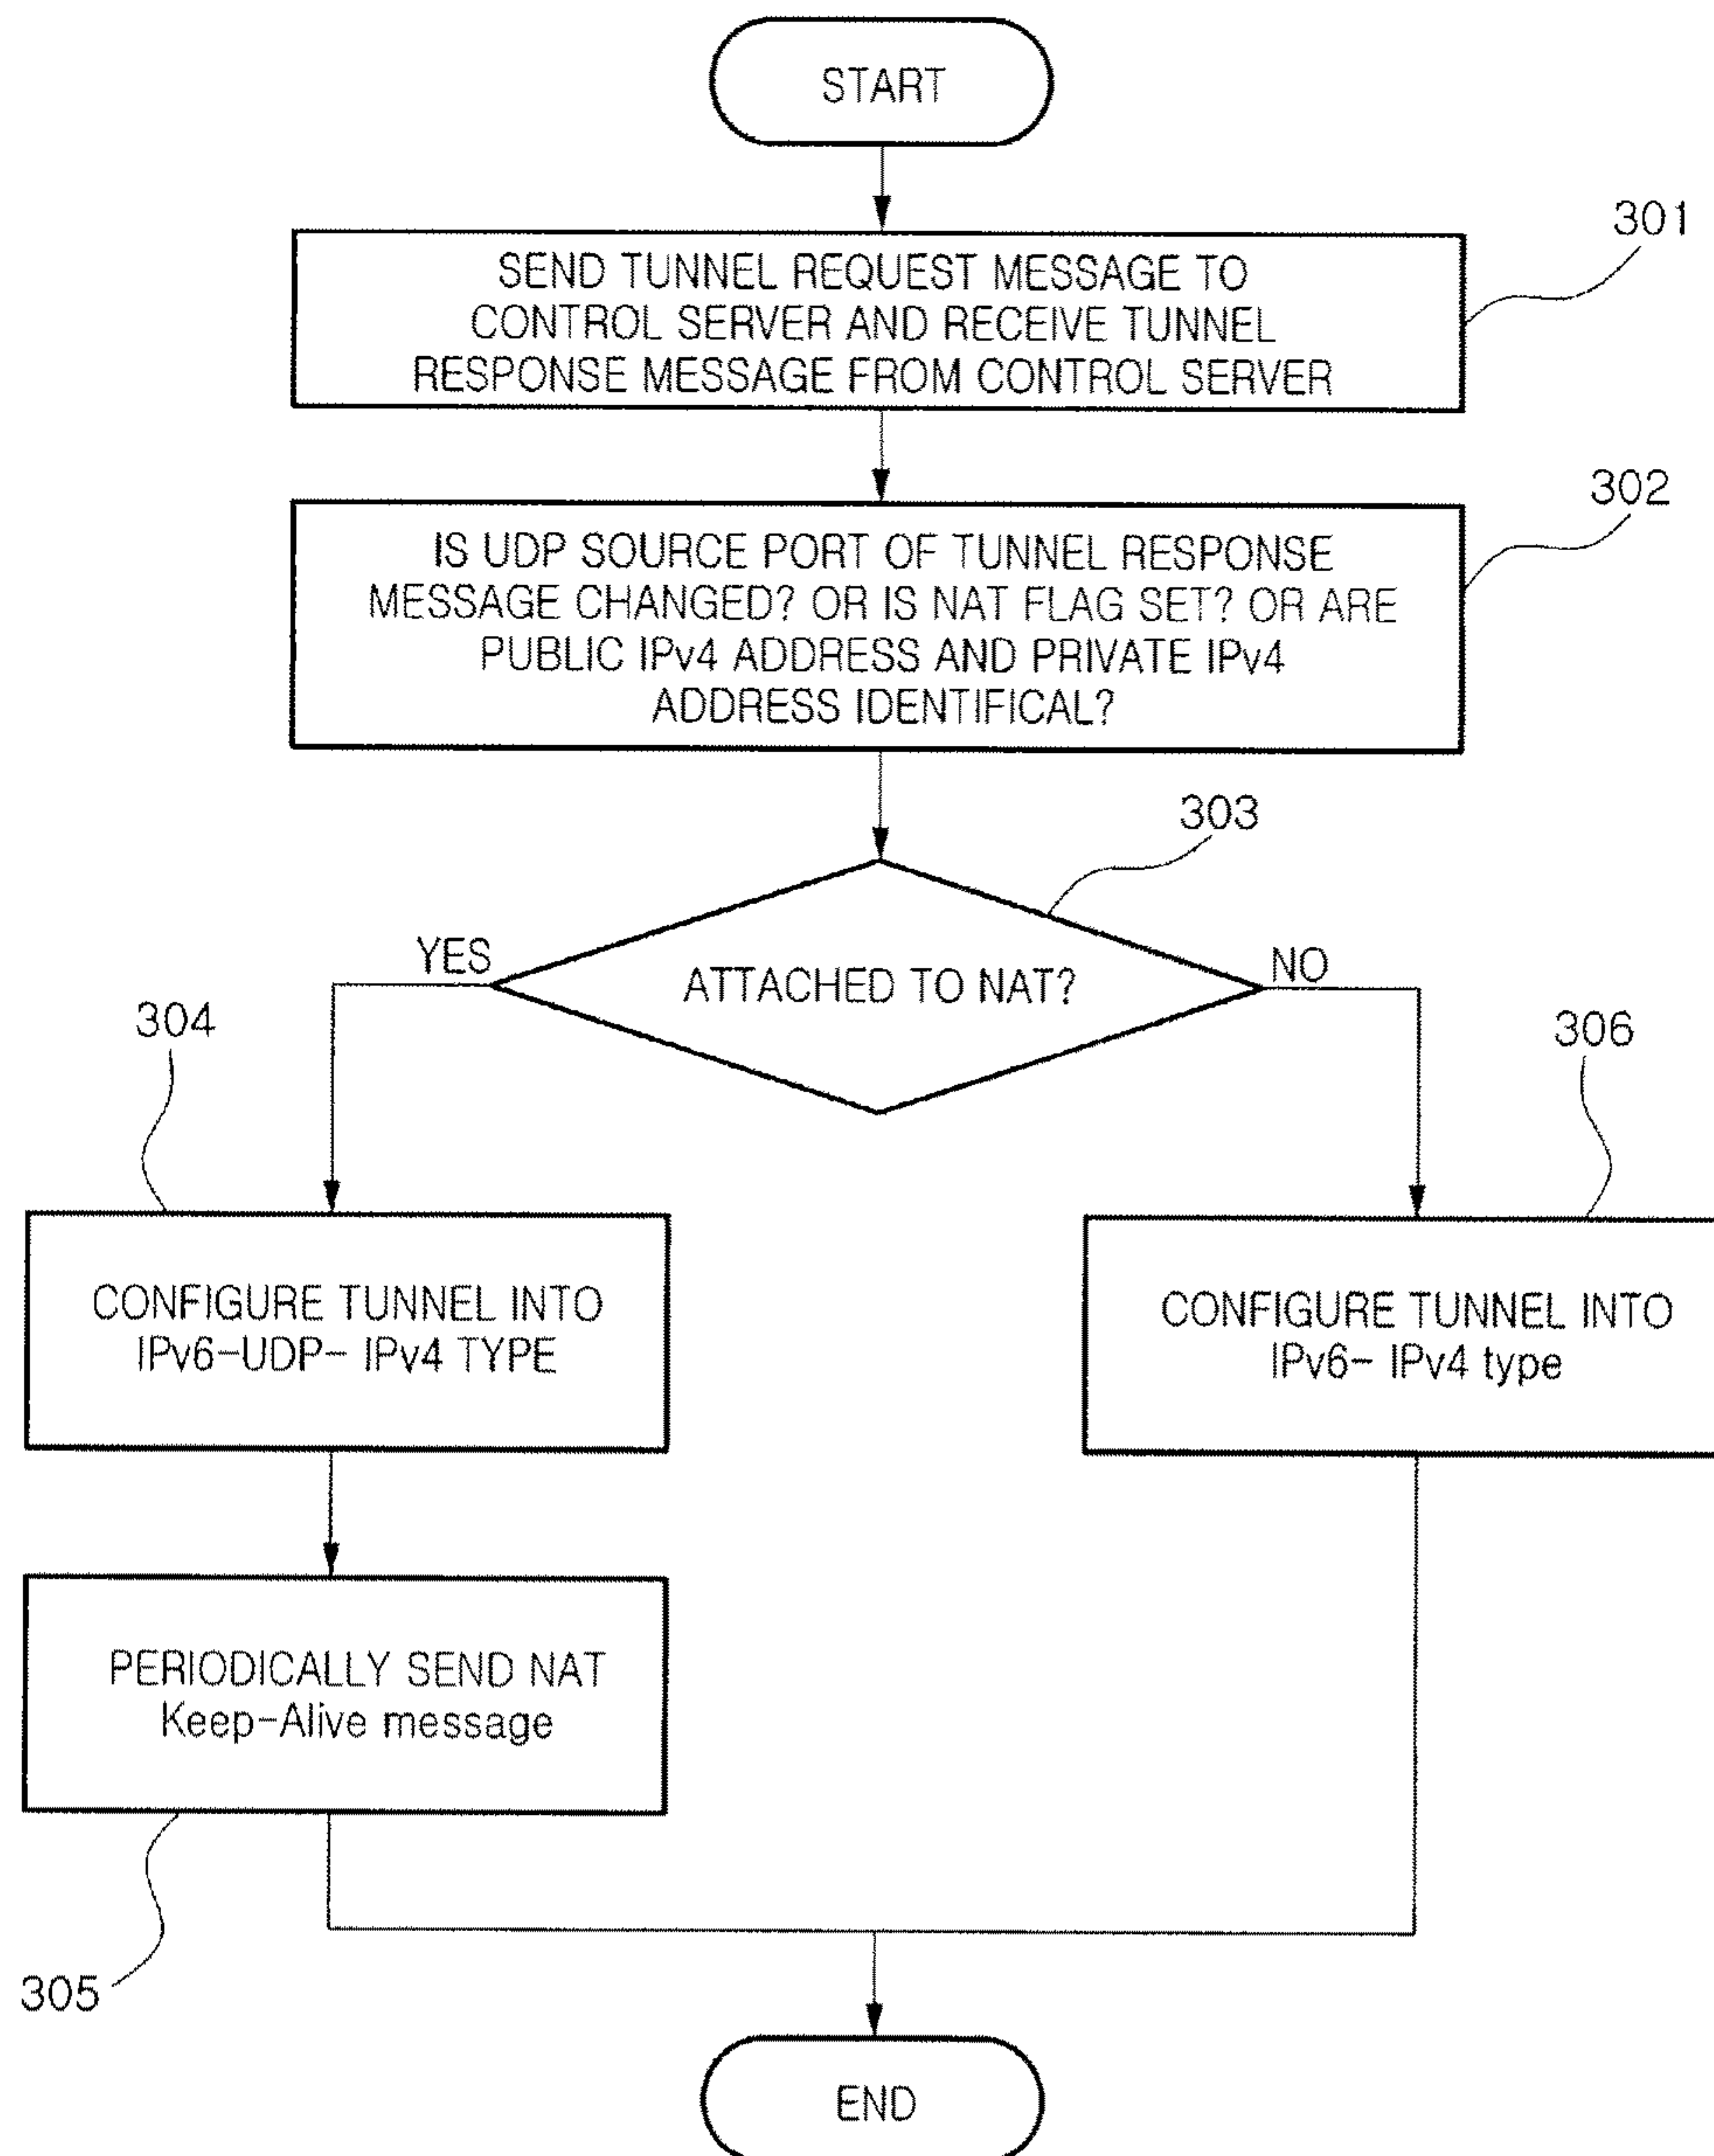 START
301
SEND TUNNEL REQUEST MESSAGE TO
CONTROL SERVER AND RECEIVE TUNNEL
RESPONSE MESSAGE FROM CONTROL SERVER
302
IS UDP SOURCE PORT OF TUNNEL RESPONSE
MESSAGE CHANGED? OR IS NAT FLAG SET? OR ARE
PUBLIC IPv4 ADDRESS AND PRIVATE IPv4
ADDRESS IDENTIFICAL?
303
YES
ATTACHED TO NAT?
NO
304
306
CONFIGURE TUNNEL INTO
IPv6-UDP- IPv4 TYPE
CONFIGURE TUNNEL INTO
IPv6- IPv4 type
PERIODICALLY SEND NAT
Keep-Alive message
305
END